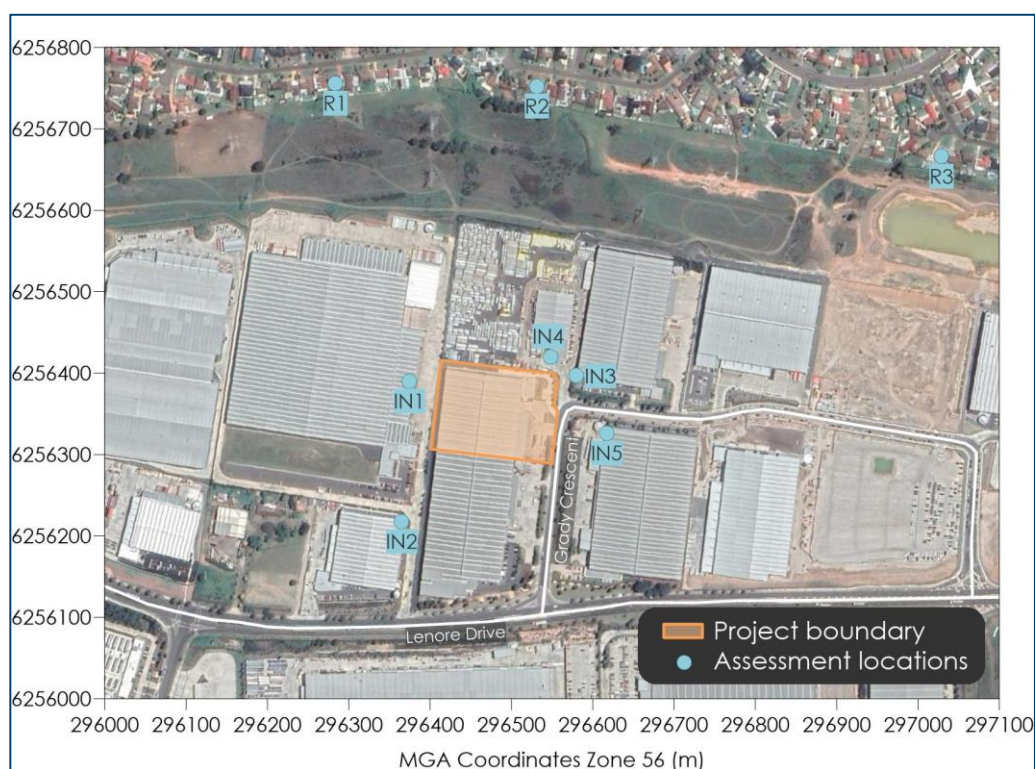 6256800
N
R1
R2
6256700
R3
6256600
6256500
IN4
6256400
IN3
IN1
IN5
6256300
Grady Crescent
6256200
IN2
6256100
Lenore Drive
Project boundary
Assessment locations
6256000
296000 296100 296200 296300 296400 296500 296600 296700 296800 296900 297000 297100
MGA Coordinates Zone 56 (m)